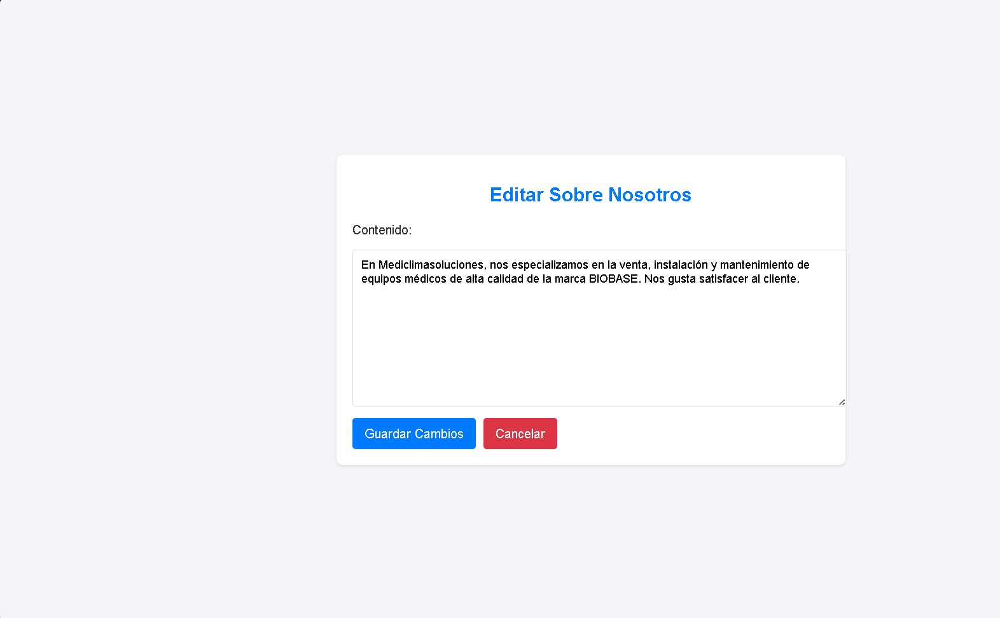 Editar Sobre Nosotros
Contenido:
En Mediclimasoluciones, nos especializamos en la venta, instalación y mantenimiento de
equipos médicos de alta calidad de la marca BIOBASE. Nos gusta satisfacer al cliente.
Guardar Cambios Cancelar